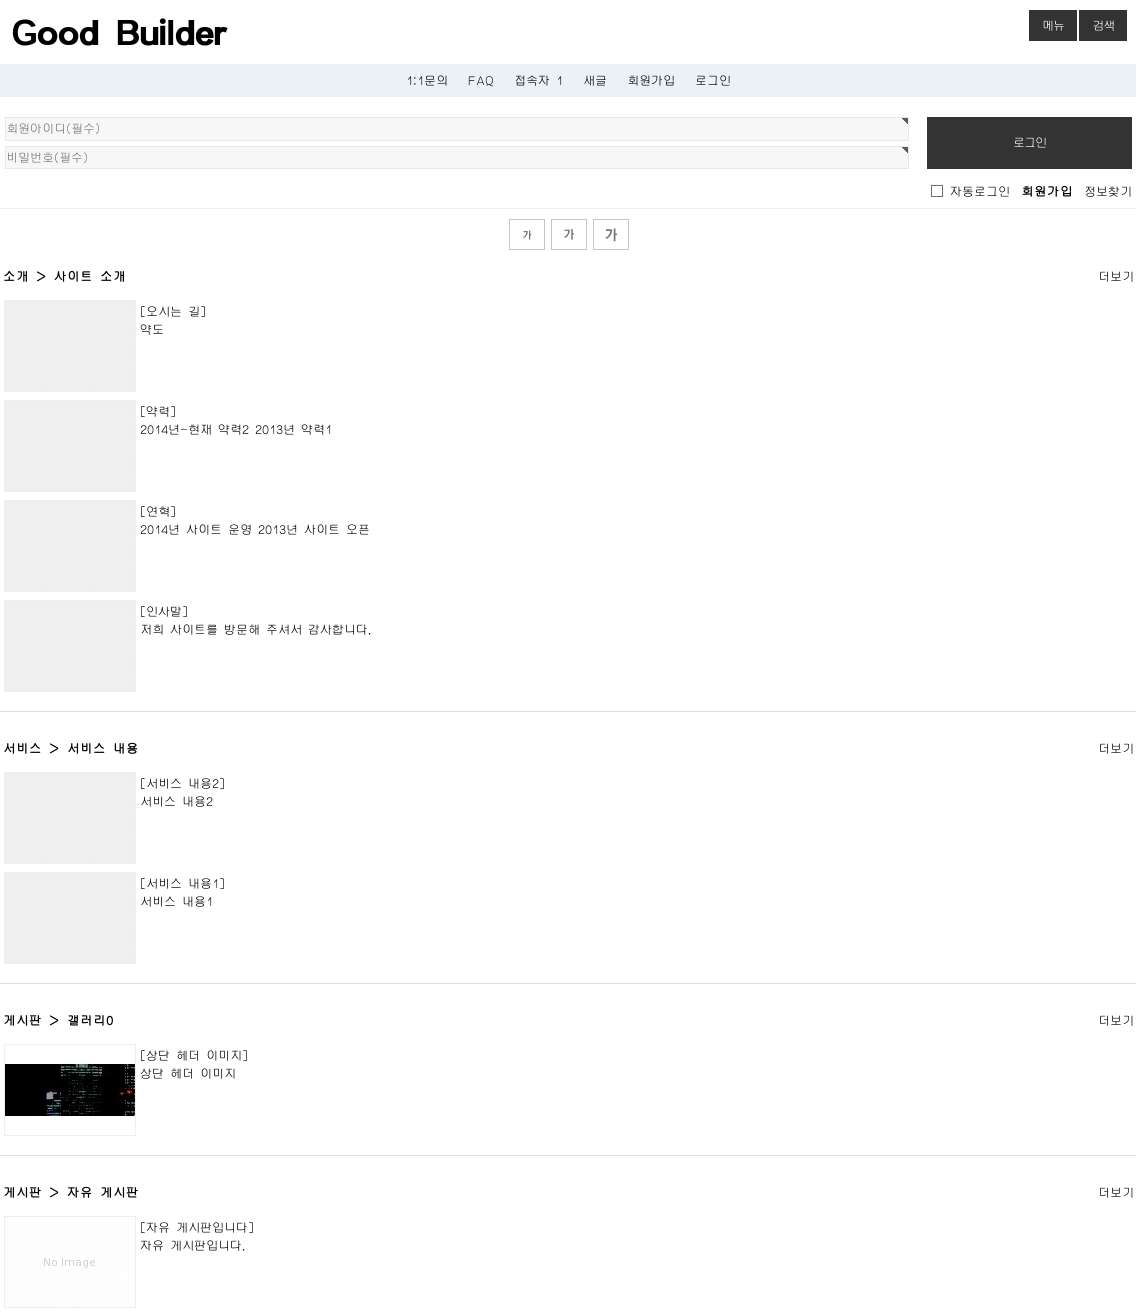 Good Builder
메뉴 검색
1:1문의 FAQ 접속자 1 새글 회원가입 로그인
회원아이디(필수)
비밀번호(필수)
로그인
자동로그인 회원가입 정보찾기
가 가 가
소개 > 사이트 소개 더보기
[오시는 길]
약도
[약력]
2014년-현재 약력2 2013년 약력1
[연혁]
2014년 사이트 운영 2013년 사이트 오픈
[인사말]
저희 사이트를 방문해 주셔서 감사합니다.
서비스 > 서비스 내용 더보기
[서비스 내용2]
서비스 내용2
[서비스 내용1]
서비스 내용1
게시판 > 갤러리0 더보기
[상단 헤더 이미지]
상단 헤더 이미지
게시판 > 자유 게시판 더보기
[자유 게시판입니다]
자유 게시판입니다.
No Image